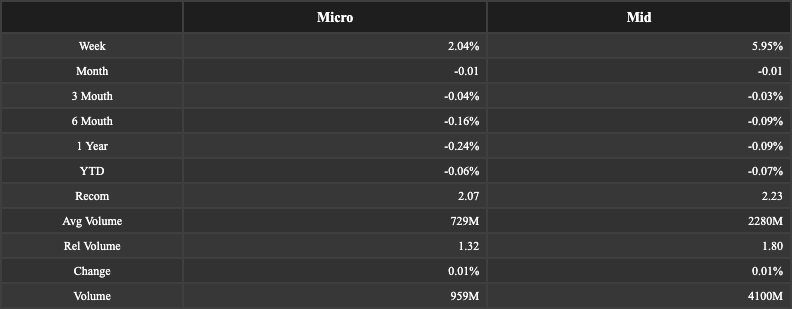 Micro Mid
Week 2.04% 5.95%
Month -0.01 -0.01
3 Mouth -0.04% -0.03%
6 Mouth -0.16% -0.09%
1 Year -0.24% -0.09%
YTD -0.06% -0.07%
Recom 2.07 2.23
Avg Volume 729M 2280M
Rel Volume 1.32 1.80
Change 0.01% 0.01%
Volume 959M 4100M